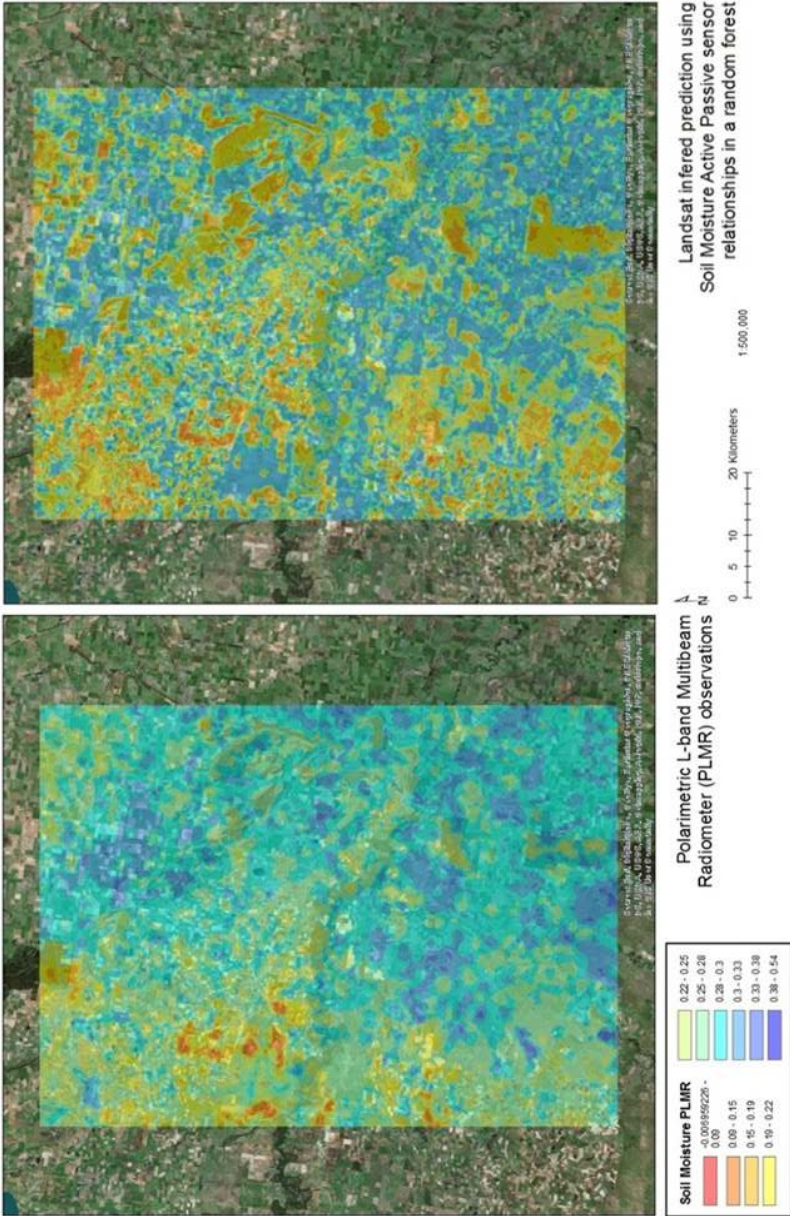 Polarimetric L-band Multibeam
Radiometer (PLMR) observations
Landsat infered prediction using
Soil Moisture Active Passive sensor
relationships in a random forest
Soil Moisture PLMR
-0.006959226 -
0.09
0.09 - 0.15
0.15 - 0.19
0.19 - 0.22
0.22 - 0.25
0.25 - 0.28
0.28 - 0.3
0.3 - 0.33
0.33 - 0.38
0.38 - 0.54
N
0 5 10 20 Kilometers
1:500,000